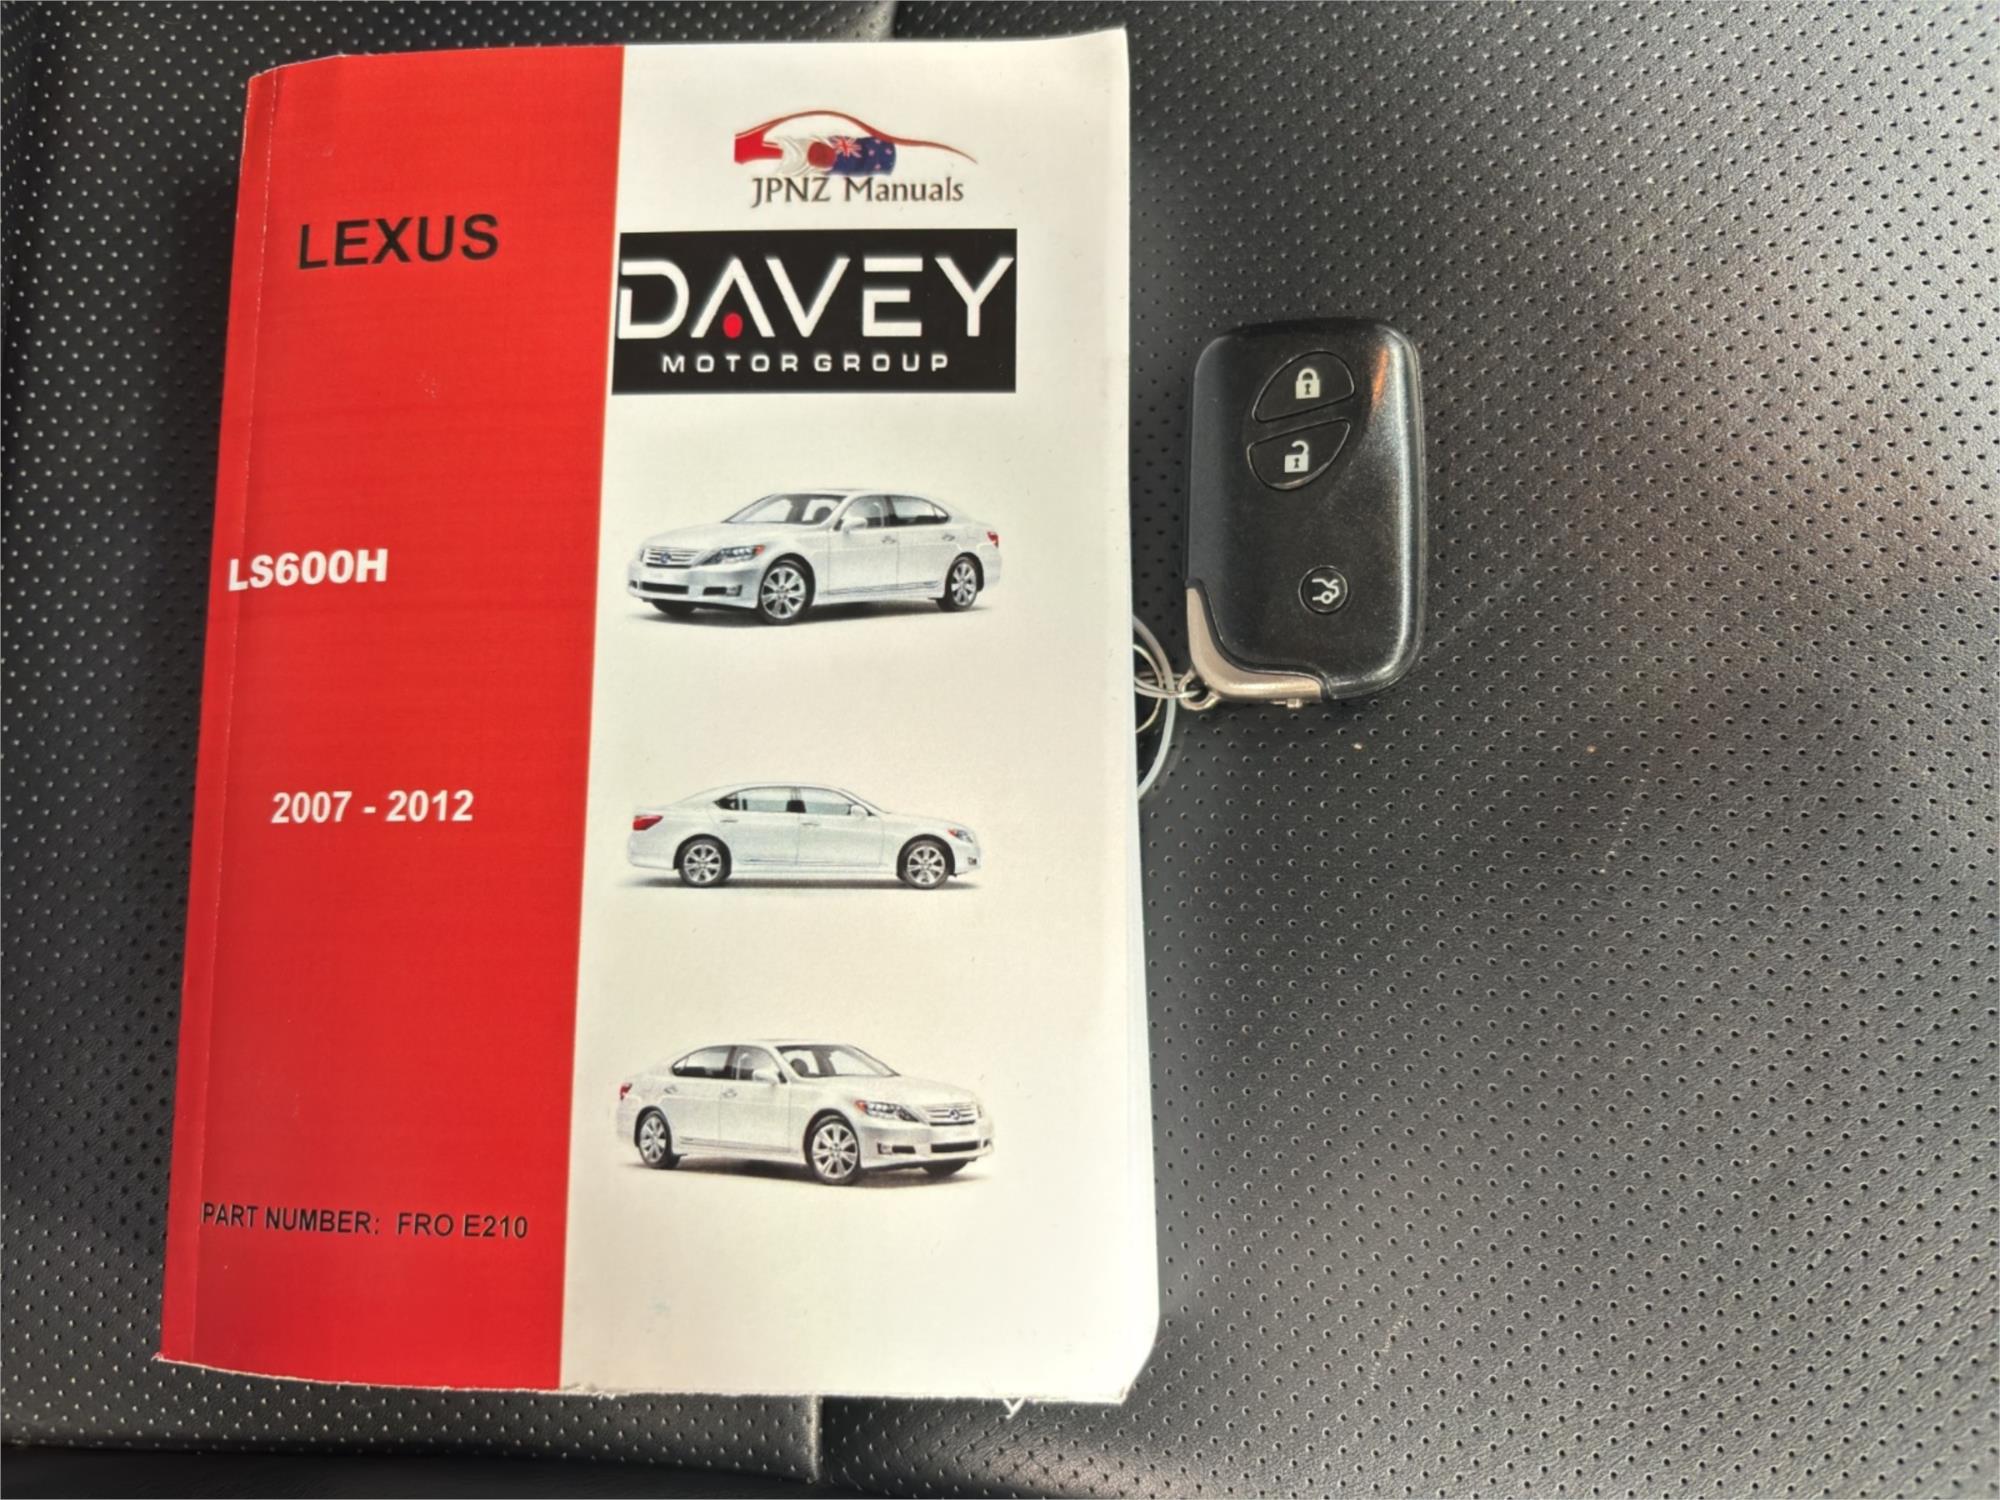 JPNZ Manuals
LEXUS
DAVEY
MOTOR GROUP
LS600H
2007 - 2012
PART NUMBER: FRO E210